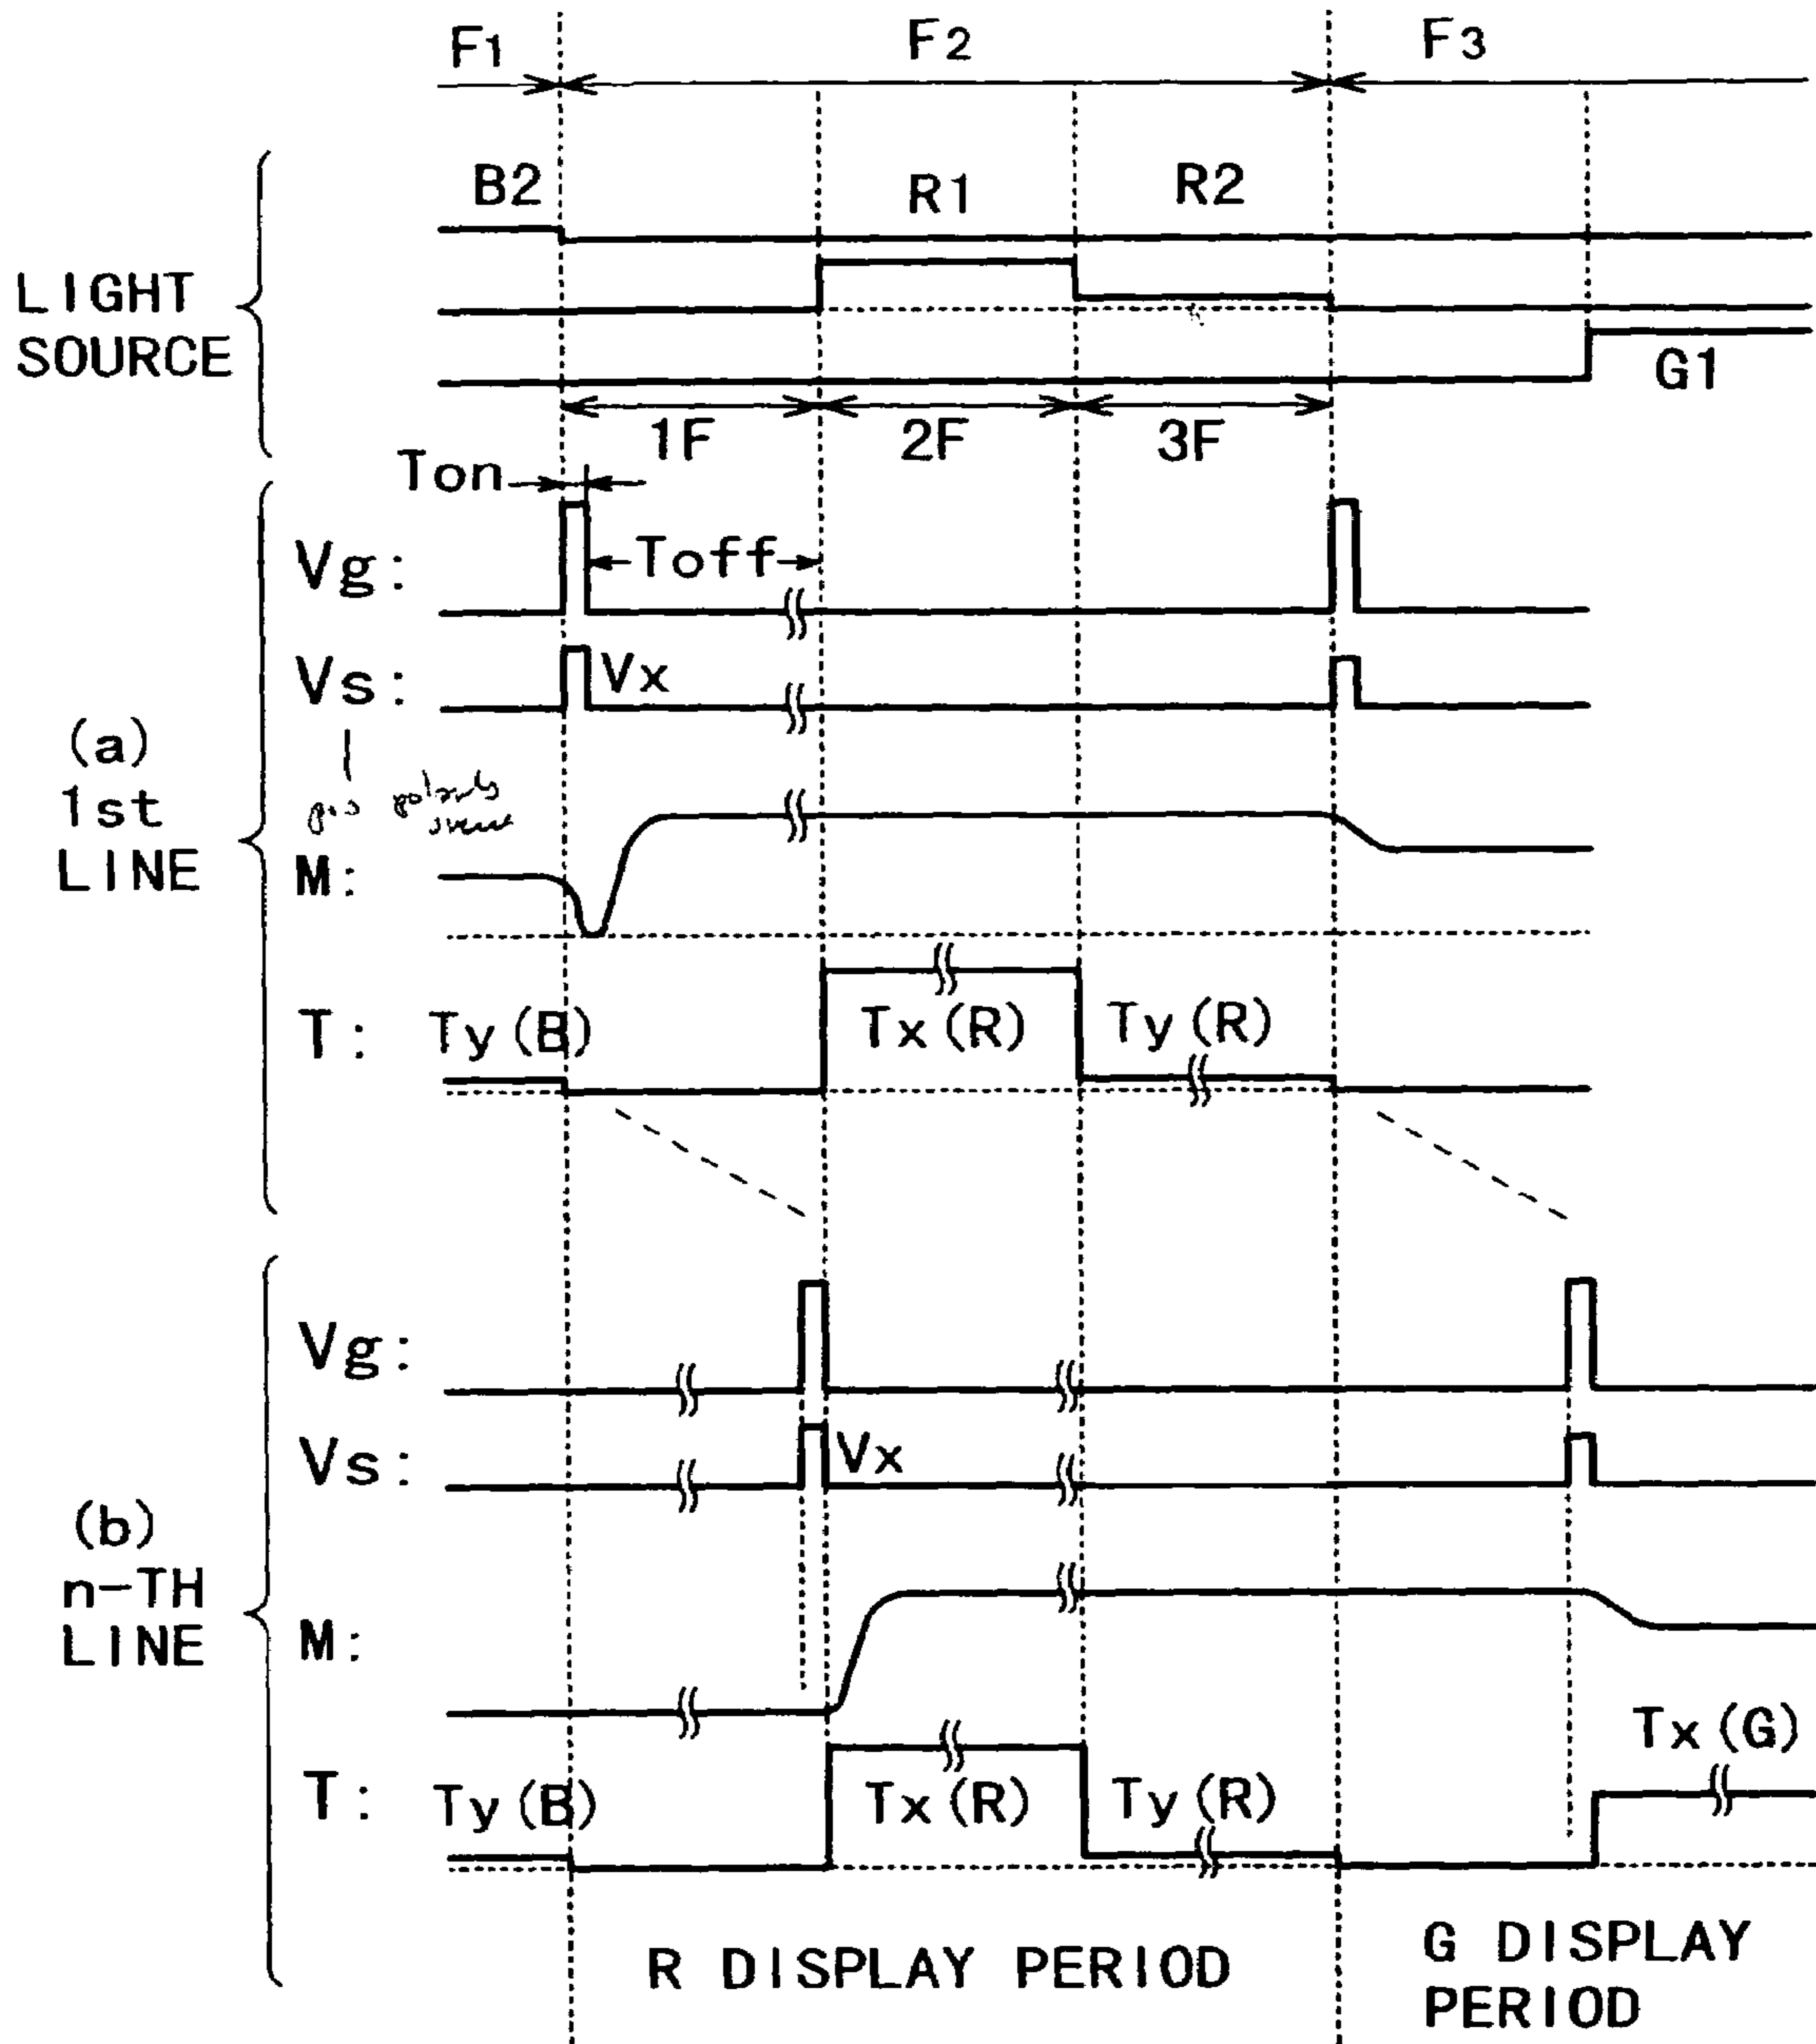 F1 F2 F3
B2 R1 R2
LIGHT
SOURCE
G1
1F 2F 3F
Ton
Vg: Toff
Vs: Vx
(a)
1st
LINE
M:
T: Ty(B) Tx(R) Ty(R)
Vg:
Vs: Vx
(b)
n-TH
LINE
M:
Tx(G)
T: Ty(B) Tx(R) Ty(R)
R DISPLAY PERIOD
G DISPLAY
PERIOD